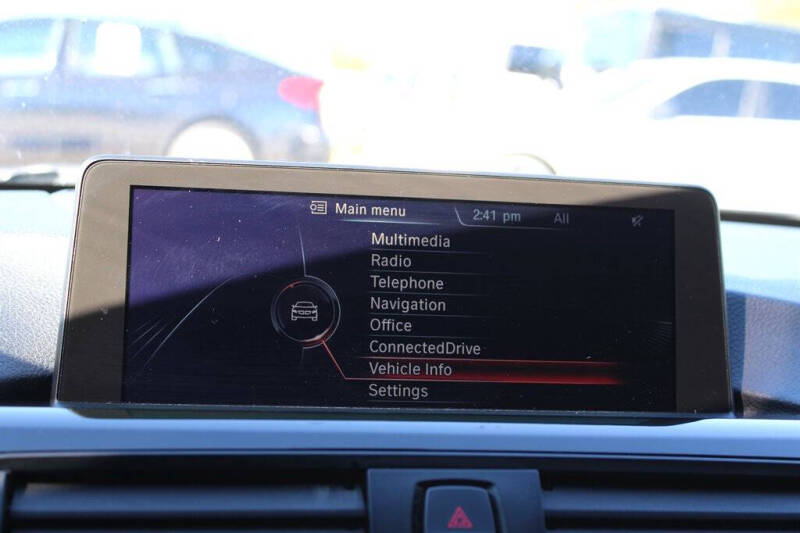 Main menu 2:41 pm All
Multimedia
Radio
Telephone
Navigation
Office
ConnectedDrive
Vehicle Info
Settings